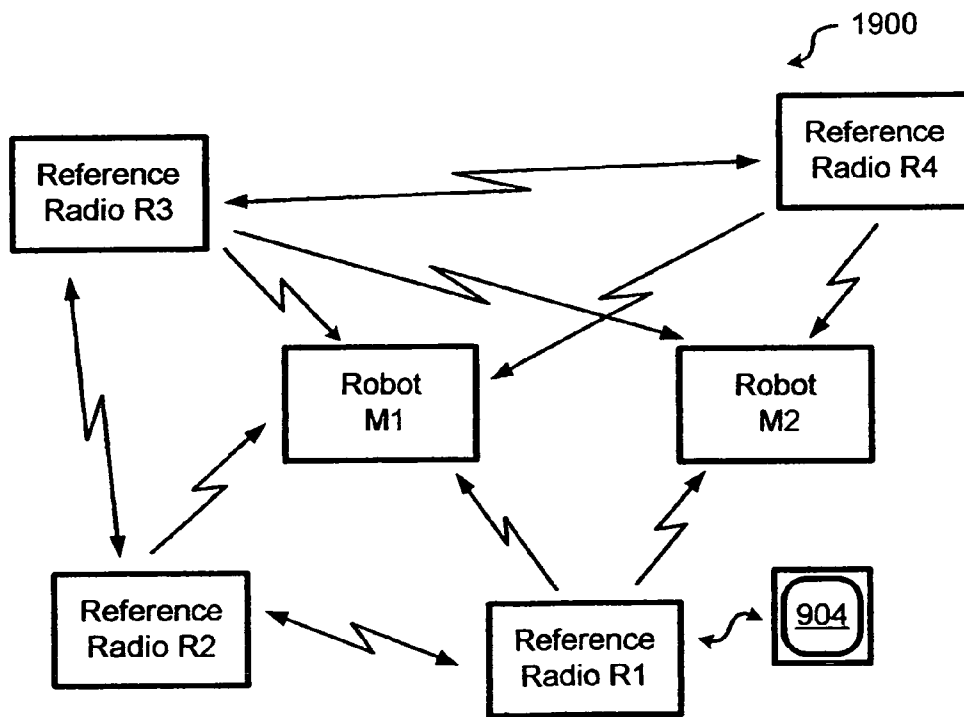 1900
Reference
Radio R4
Reference
Radio R3
Robot
M1
Robot
M2
Reference
Radio R2
Reference
Radio R1
904